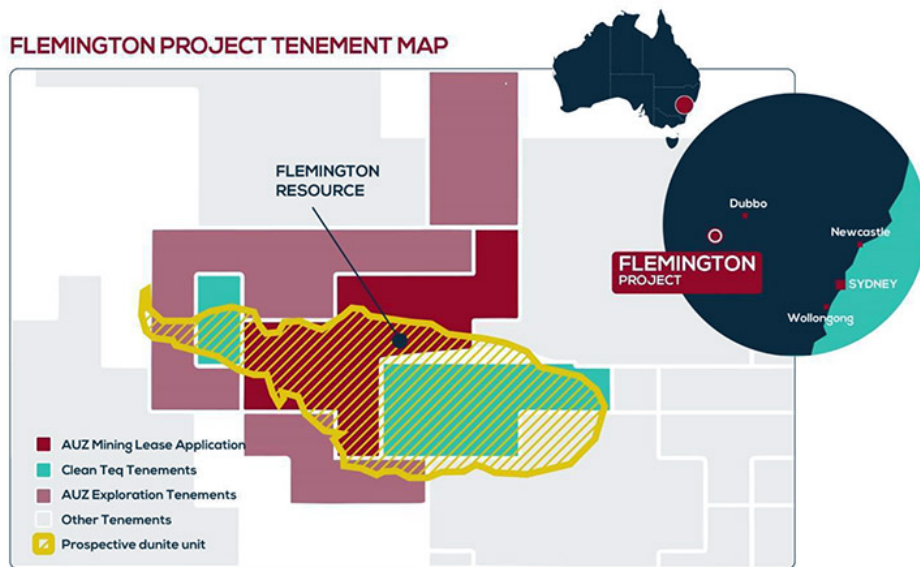 FLEMINGTON PROJECT TENEMENT MAP
FLEMINGTON
RESOURCE
Dubbo
Newcastle
FLEMINGTON
PROJECT
SYDNEY
Wollongong
AUZ Mining Lease Application
Clean Teq Tenements
AUZ Exploration Tenements
Other Tenements
Prospective dunite unit